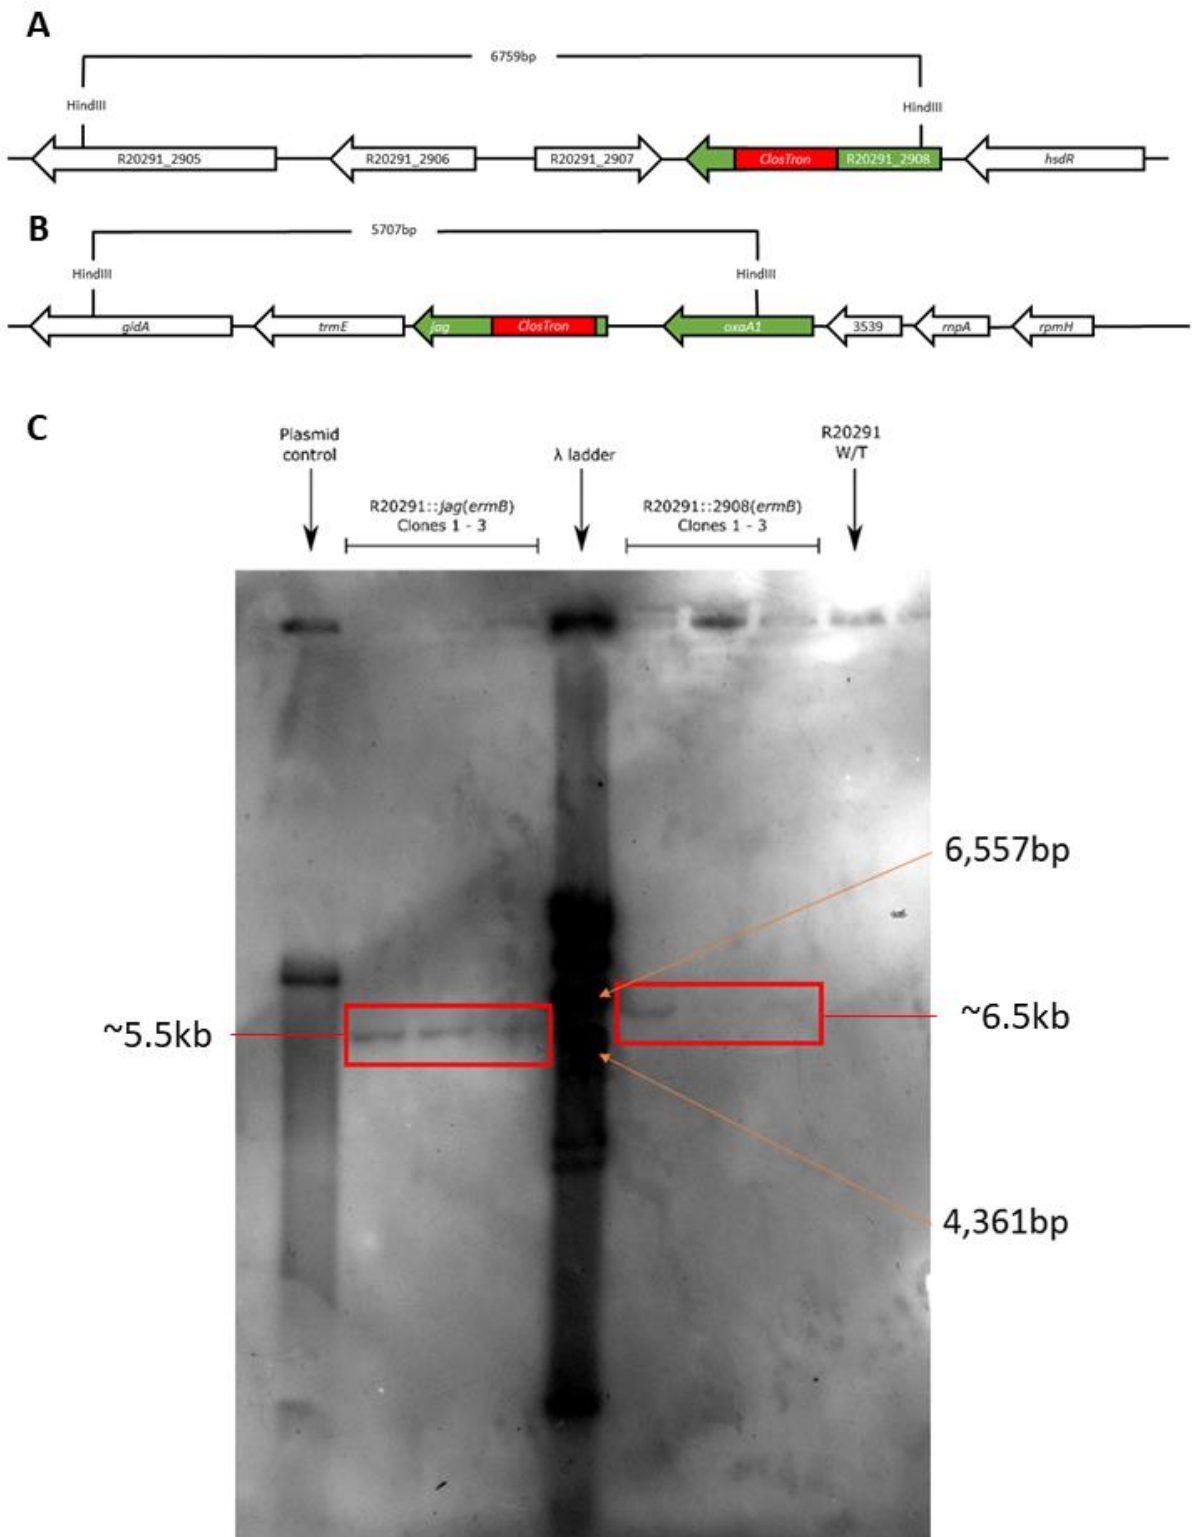 A
6759bp
HindIII
HindIII
R20291_2905
R20291_2906
R20291_2907
ClosTron
R20291_2908
hsdR
B
5707bp
HindIII
HindIII
gidA
trmE
jag
ClosTron
oxaA1
3539
rnpA
rpmH
C
Plasmid
control
R20291::jag(ermB)
Clones 1 - 3
λ ladder
R20291::2908(ermB)
Clones 1 - 3
R20291
W/T
6,557bp
~5.5kb
~6.5kb
4,361bp